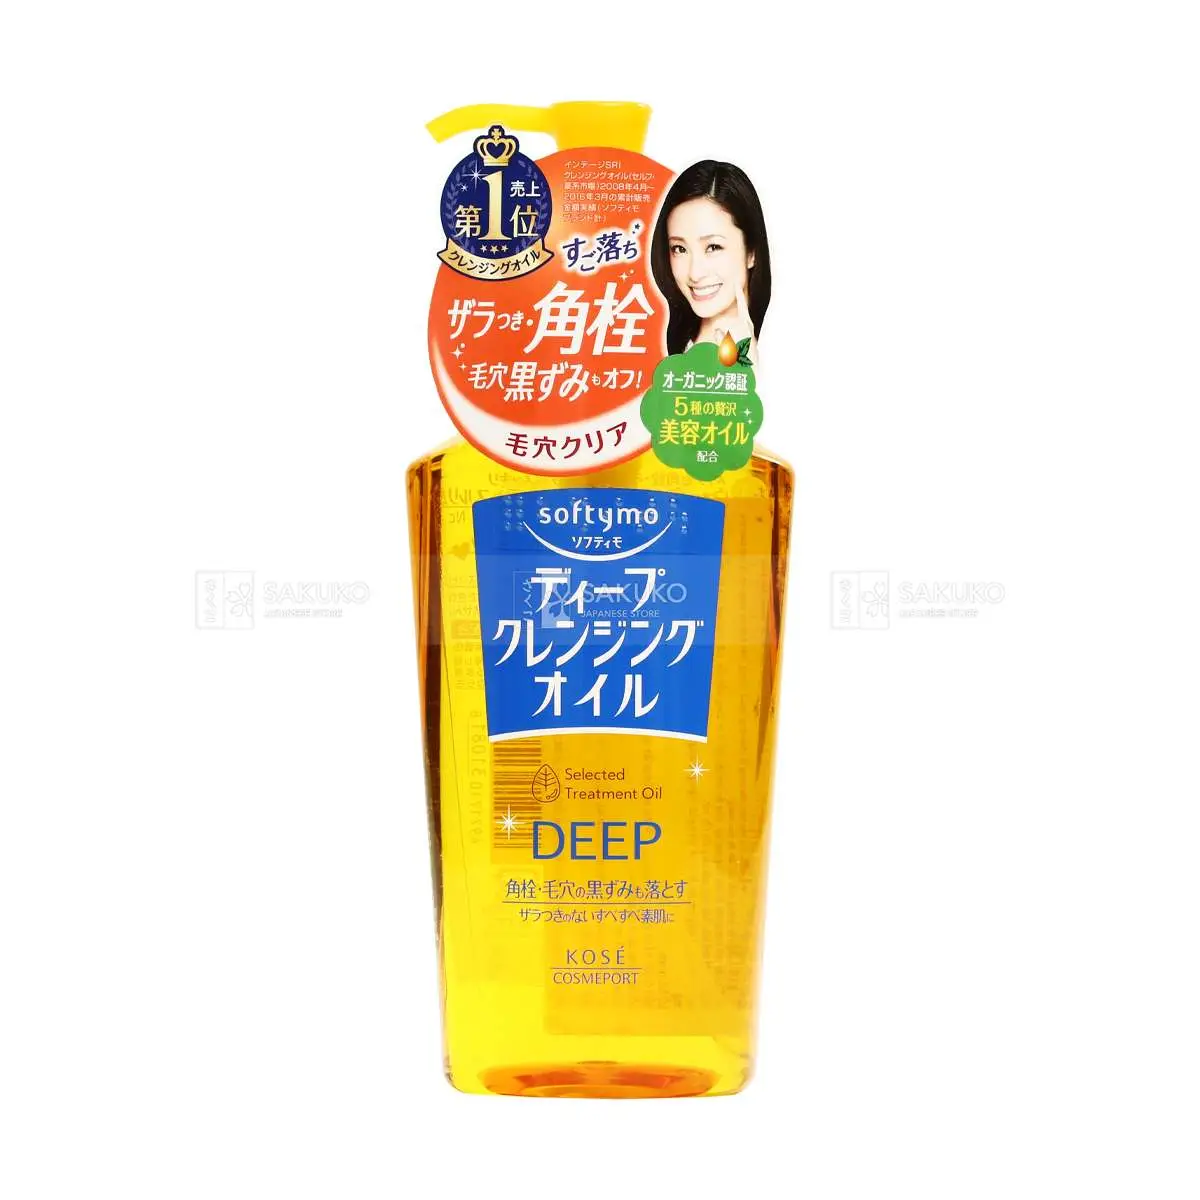 売上
第1位
クレンジングオイル
インテージSRI
クレンジングオイル(セルフ・
薬系市場)2008年4月～
2016年3月の累計販売
金額実績(ソフティモ
ブランド計)
すご落ち
ザラつき・角栓
毛穴黒ずみもオフ!
毛穴クリア
オーガニック認証
5種の贅沢
美容オイル
配合
softymo
ソフティモ
ディープ
クレンジング
オイル
SAKUKO
JAPANESE STORE
SAKUKO
JAPANESE STORE
SAKUKO
JAPANESE STORE
Selected
Treatment Oil
DEEP
角栓・毛穴の黒ずみも落とす
ザラつきのないすべすべ素肌に
KOSÉ
COSMEPORT